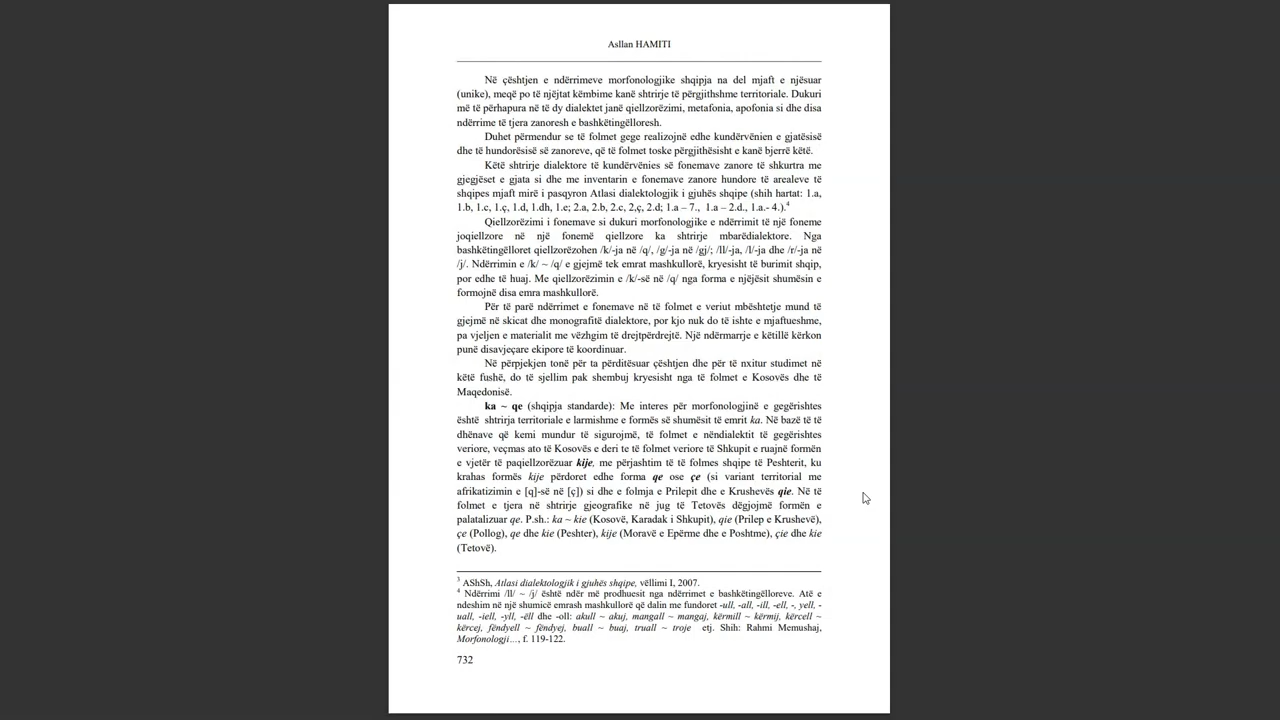 Asllan HAMITI
Në çështjen e ndërrimeve morfonologjike shqipja na del mjaft e njësuar
(unike), meqë po të njëjtat këmbime kanë shtrirje të përgjithshme territoriale. Dukuri
më të përhapura në të dy dialektet janë qiellzorëzimi, metafonia, apofonia si dhe disa
ndërrime të tjera zanoresh e bashkëtingëlloresh.
Duhet përmendur se të folmet gege realizojnë edhe kundërvënien e gjatësisë
dhe të hundorësisë së zanoreve, që të folmet toske përgjithësisht e kanë bjerrë këtë.
Këtë shtrirje dialektore të kundërvënies së fonemave zanore të shkurtra me
gjegjëset e gjata si dhe me inventarin e fonemave zanore hundore të arealeve të
shqipes mjaft mirë i pasqyron Atlasi dialektologjik i gjuhës shqipe (shih hartat: 1.a,
1.b, 1.c, 1.ç, 1.d, 1.dh, 1.e; 2.a, 2.b, 2.c, 2,ç, 2.d; 1.a – 7., 1.a – 2.d., 1.a.- 4.).4
Qiellzorëzimi i fonemave si dukuri morfonologjike e ndërrimit të një foneme
joqiellzore në një fonemë qiellzore ka shtrirje mbarëdialektore. Nga
bashkëtingëlloret qiellzorëzohen /k/-ja në /q/, /g/-ja në /gj/; /ll/-ja, /l/-ja dhe /r/-ja në
/j/. Ndërrimin e /k/ ~ /q/ e gjejmë tek emrat mashkullorë, kryesisht të burimit shqip,
por edhe të huaj. Me qiellzorëzimin e /k/-së në /q/ nga forma e njëjësit shumësin e
formojnë disa emra mashkullorë.
Për të parë ndërrimet e fonemave në të folmet e veriut mbështetje mund të
gjejmë në skicat dhe monografitë dialektore, por kjo nuk do të ishte e mjaftueshme,
pa vjeljen e materialit me vëzhgim të drejtpërdrejtë. Një ndërmarrje e këtillë kërkon
punë disavjeçare ekipore të koordinuar.
Në përpjekjen tonë për ta përditësuar çështjen dhe për të nxitur studimet në
këtë fushë, do të sjellim pak shembuj kryesisht nga të folmet e Kosovës dhe të
Maqedonisë.
ka ~ qe (shqipja standarde): Me interes për morfonologjinë e gegërishtes
është shtrirja territoriale e larmishme e formës së shumësit të emrit ka. Në bazë të të
dhënave që kemi mundur të sigurojmë, të folmet e nëndialektit të gegërishtes
veriore, veçmas ato të Kosovës e deri te të folmet veriore të Shkupit e ruajnë formën
e vjetër të paqiellzorëzuar kije, me përjashtim të të folmes shqipe të Peshterit, ku
krahas formës kije përdoret edhe forma qe ose çe (si variant territorial me
afrikatizimin e [q]-së në [ç]) si dhe e folmja e Prilepit dhe e Krushevës qie. Në të
folmet e tjera në shtrirje gjeografike në jug të Tetovës dëgjojmë formën e
palatalizuar qe. P.sh.: ka ~ kie (Kosovë, Karadak i Shkupit), qie (Prilep e Krushevë),
çe (Pollog), qe dhe kie (Peshter), kije (Moravë e Epërme dhe e Poshtme), çie dhe kie
(Tetovë).
3 AShSh, Atlasi dialektologjik i gjuhës shqipe, vëllimi I, 2007.
4 Ndërrimi /ll/ ~ /j/ është ndër më prodhuesit nga ndërrimet e bashkëtingëlloreve. Atë e
ndeshim në një shumicë emrash mashkullorë që dalin me fundoret -ull, -all, -ill, -ell, -, yell, -
uall, -iell, -yll, -ëll dhe -oll: akull ~ akuj, mangall ~ mangaj, kërmill ~ kërmij, kërcell ~
kërcej, fëndyell ~ fëndyej, buall ~ buaj, truall ~ troje etj. Shih: Rahmi Memushaj,
Morfonologji…, f. 119-122.
732